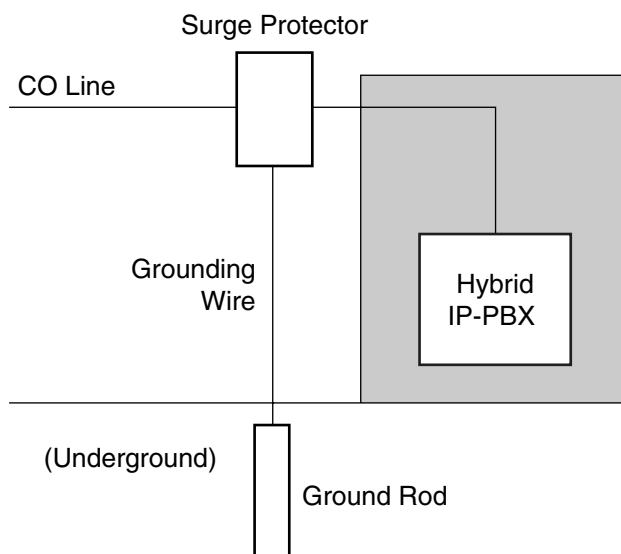 Surge Protector
CO Line
Grounding
Wire
Hybrid
IP-PBX
(Underground)
Ground Rod